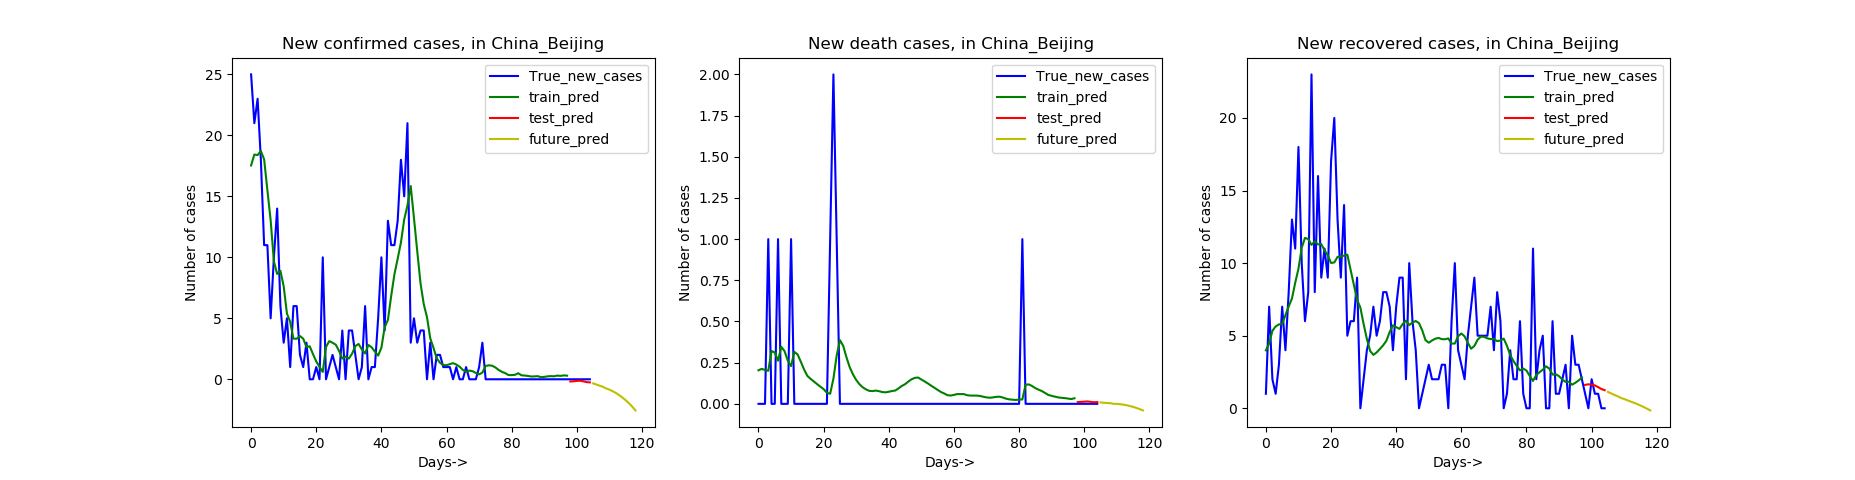 New confirmed cases, in China_Beijing
True_new_cases
train_pred
test_pred
future_pred
Number of cases
25
20
15
10
5
0
0 20 40 60 80 100 120
Days->
New death cases, in China_Beijing
True_new_cases
train_pred
test_pred
future_pred
Number of cases
2.00
1.75
1.50
1.25
1.00
0.75
0.50
0.25
0.00
0 20 40 60 80 100 120
Days->
New recovered cases, in China_Beijing
True_new_cases
train_pred
test_pred
future_pred
Number of cases
20
15
10
5
0
0 20 40 60 80 100 120
Days->